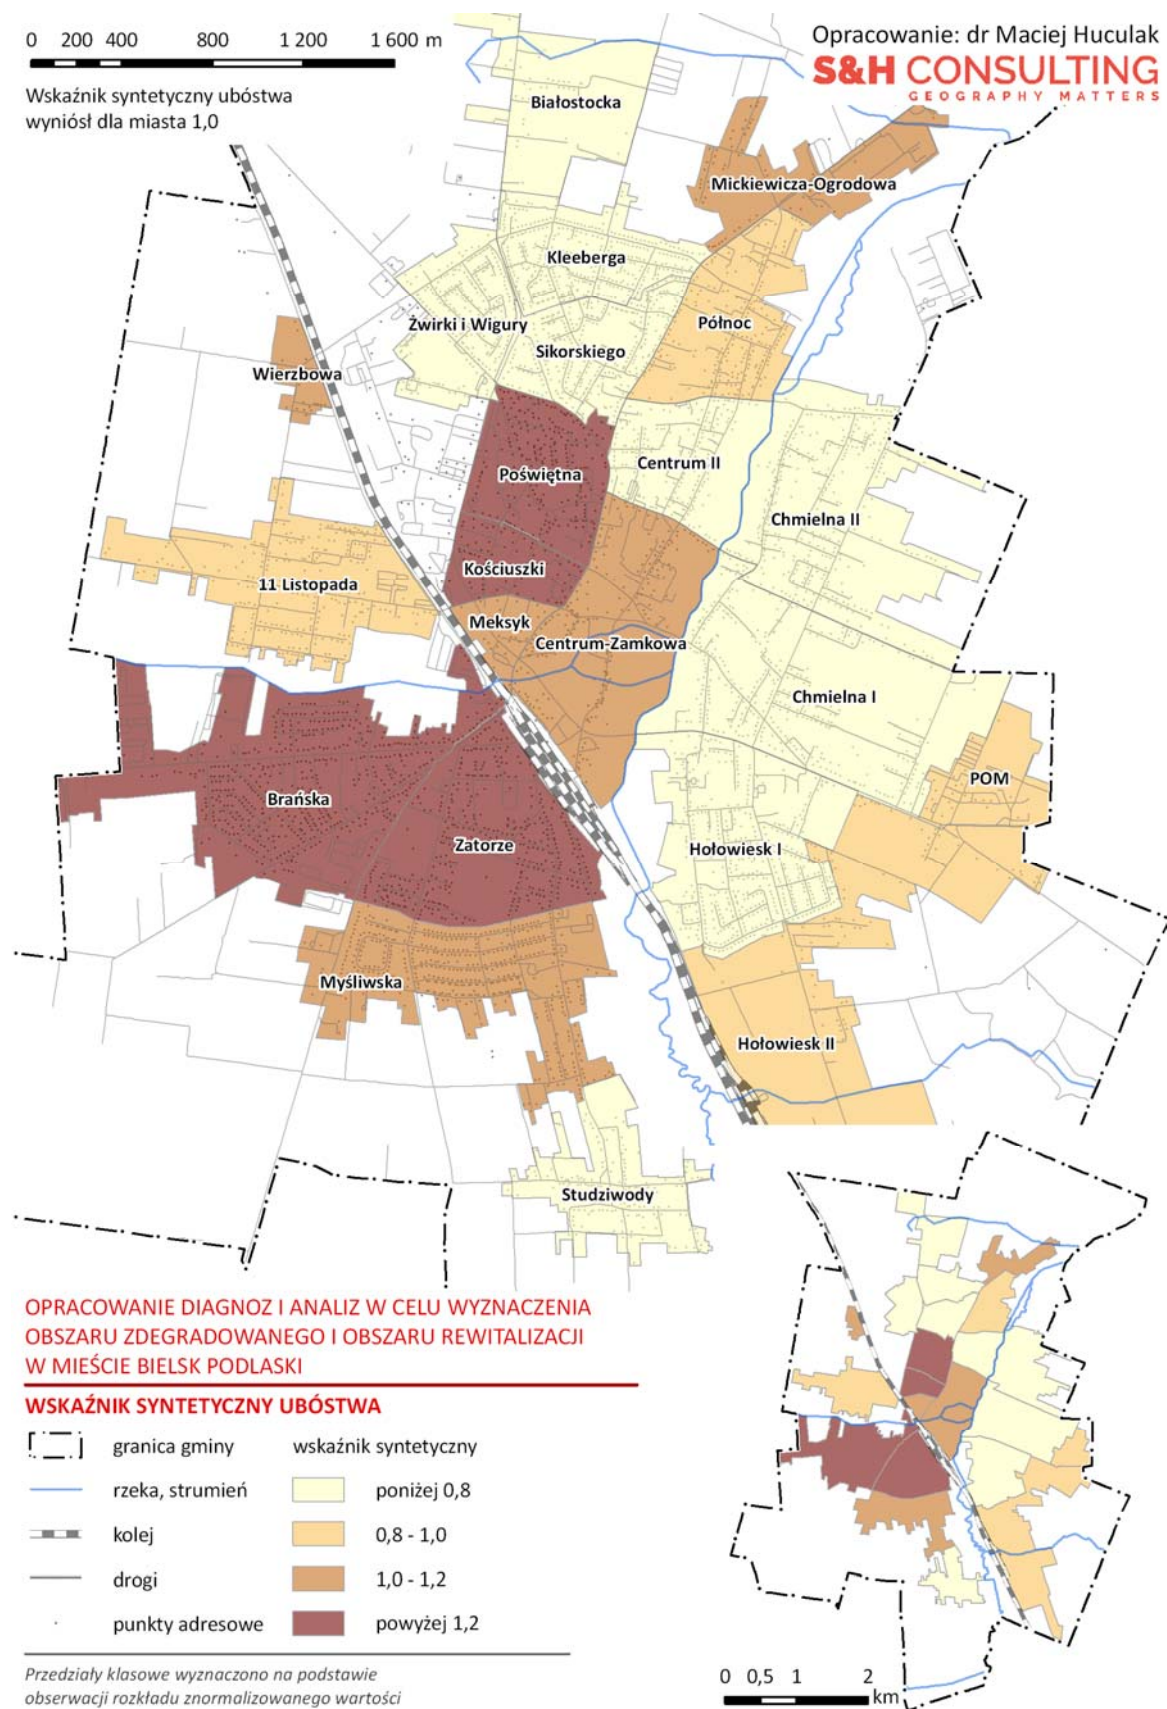 0 200 400 800 1 200 1 600 m
Opracowanie: dr Maciej Huculak
S&H CONSULTING
GEOGRAPHY MATTERS
Wskaźnik syntetyczny ubóstwa
wyniósł dla miasta 1,0
Białostocka
Mickiewicza-Ogrodowa
Kleeberga
Żwirki i Wigury
Północ
Sikorskiego
Wierzbowa
Centrum II
Poświętna
Chmielna II
Kościuszki
11 Listopada
Meksyk
Centrum-Zamkowa
Chmielna I
POM
Brańska
Zatorze
Hołowiesk I
Myśliwska
Hołowiesk II
Studziwody
OPRACOWANIE DIAGNOZ I ANALIZ W CELU WYZNACZENIA
OBSZARU ZDEGRADOWANEGO I OBSZARU REWITALIZACJI
W MIEŚCIE BIELSK PODLASKI
WSKAŹNIK SYNTETYCZNY UBÓSTWA
granica gminy wskaźnik syntetyczny
rzeka, strumień poniżej 0,8
kolej 0,8 - 1,0
drogi 1,0 - 1,2
punkty adresowe powyżej 1,2
Przedziały klasowe wyznaczono na podstawie
obserwacji rozkładu znormalizowanego wartości
0 0,5 1 2
km